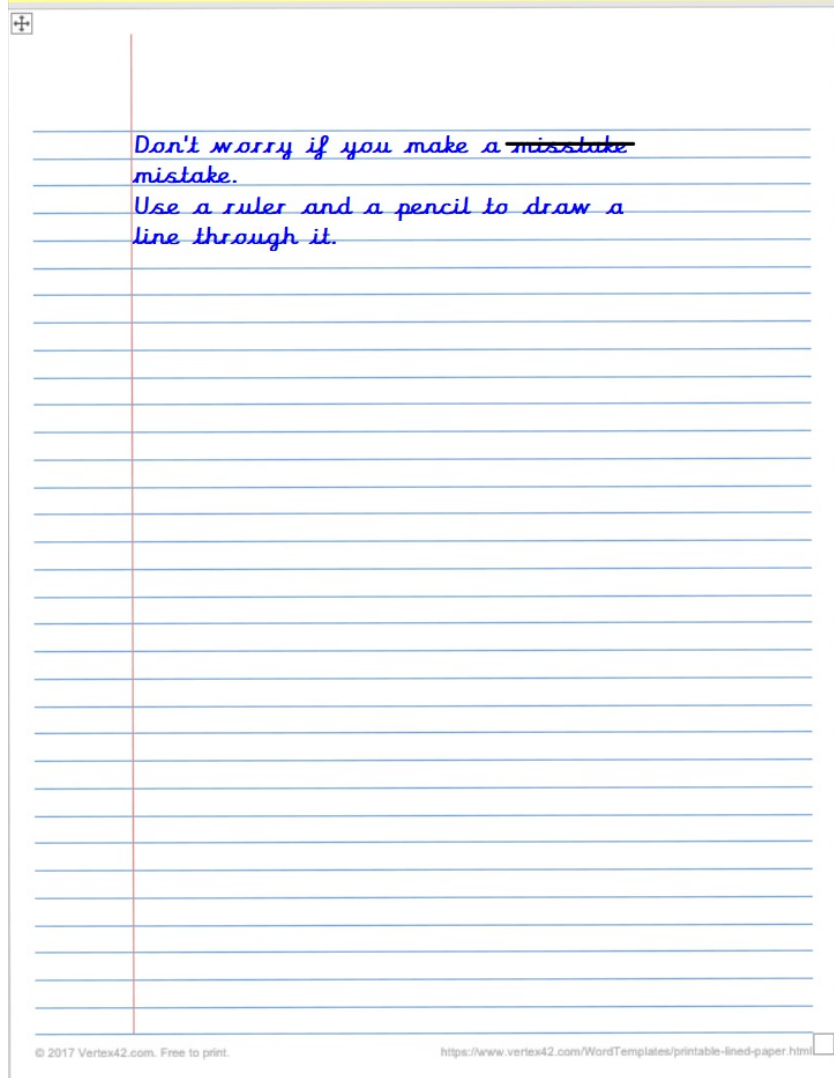 Don't worry if you make a misstake
mistake.
Use a ruler and a pencil to draw a
line through it.
© 2017 Vertex42.com. Free to print.
https://www.vertex42.com/WordTemplates/printable-lined-paper.html